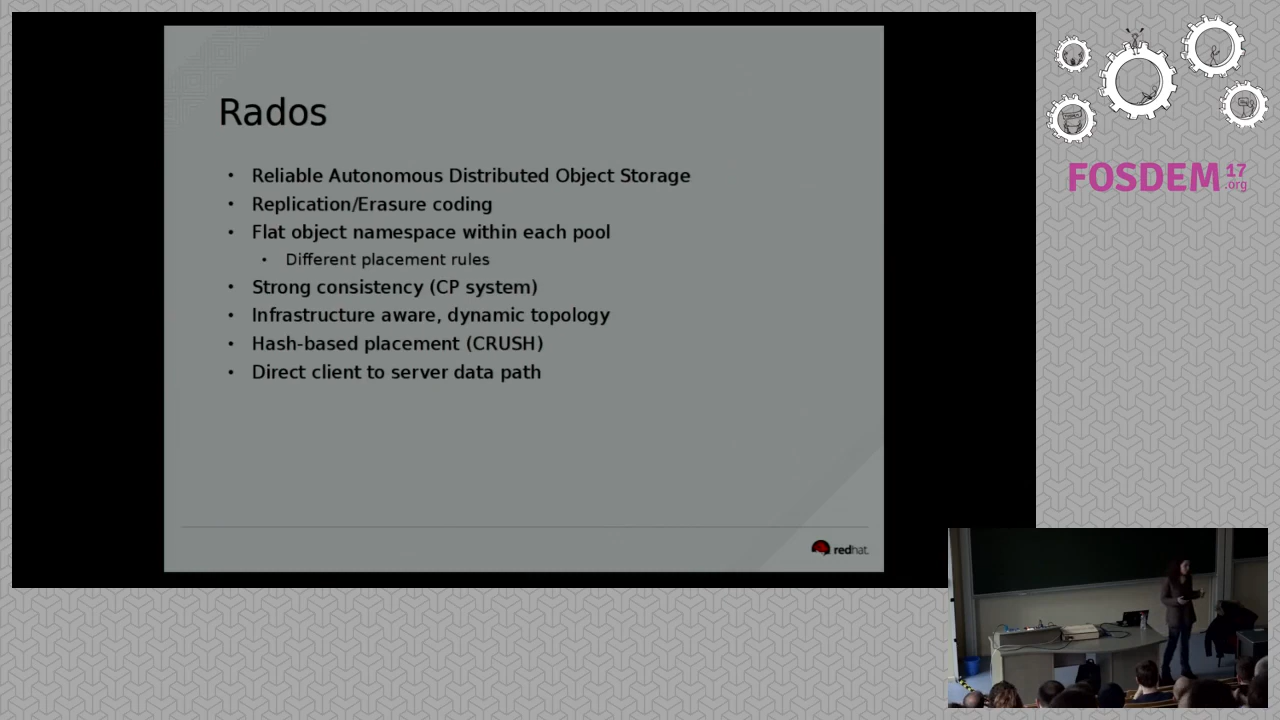 Rados
• Reliable Autonomous Distributed Object Storage
• Replication/Erasure coding
• Flat object namespace within each pool
• Different placement rules
• Strong consistency (CP system)
• Infrastructure aware, dynamic topology
• Hash-based placement (CRUSH)
• Direct client to server data path
redhat.
FOSDEM 17 .org